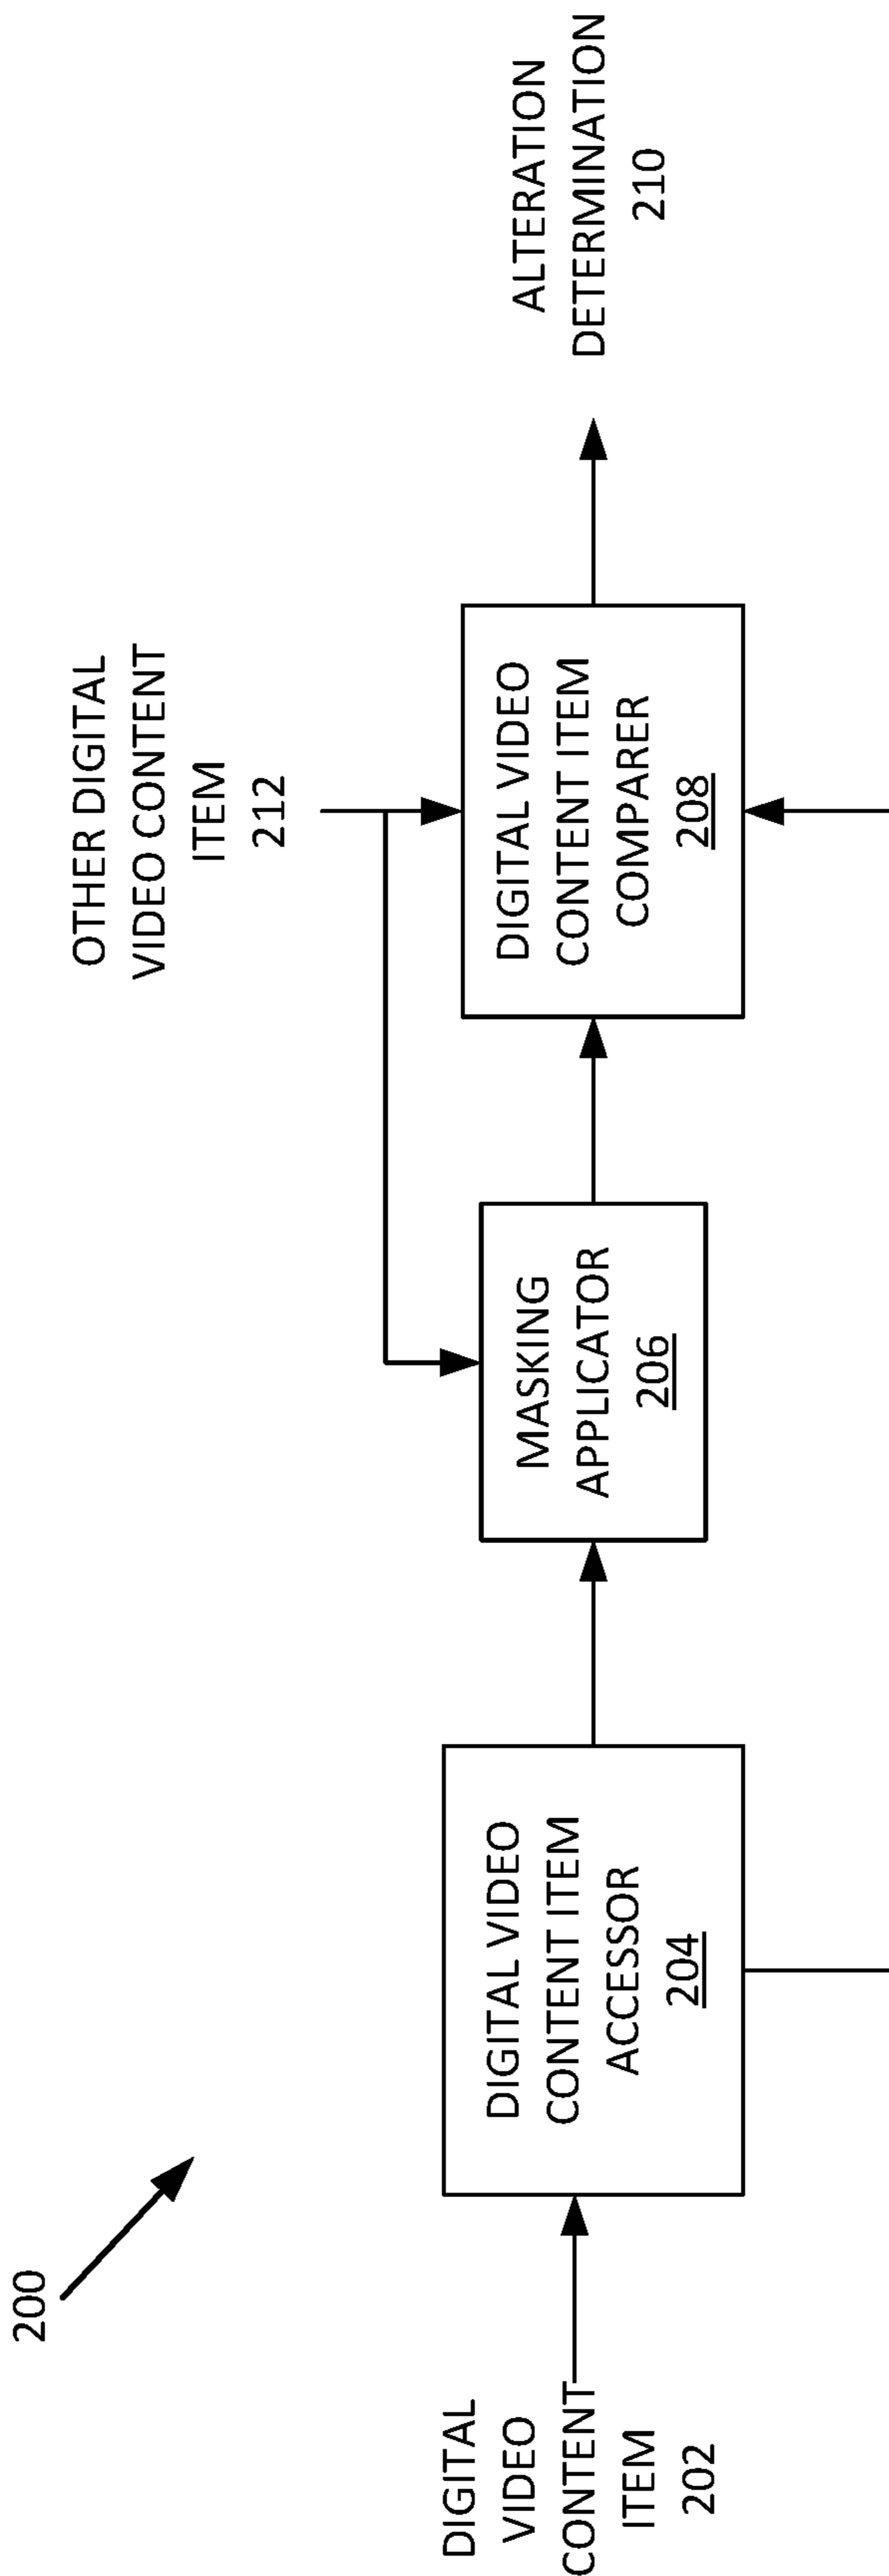 200
DIGITAL
VIDEO
CONTENT
ITEM
202
DIGITAL VIDEO
CONTENT ITEM
ACCESSOR
204
MASKING
APPLICATOR
206
OTHER DIGITAL
VIDEO CONTENT
ITEM
212
DIGITAL VIDEO
CONTENT ITEM
COMPARER
208
ALTERATION
DETERMINATION
210